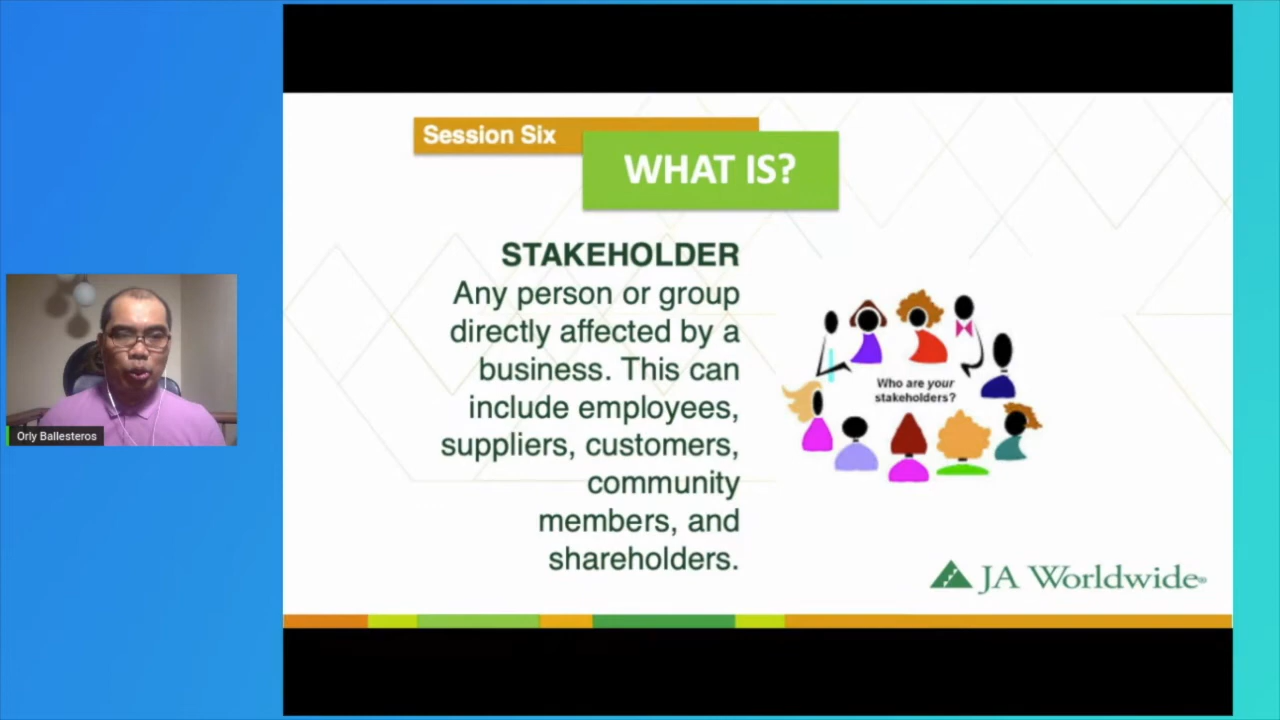 Session Six
WHAT IS?
STAKEHOLDER
Any person or group
directly affected by a
business. This can
include employees,
suppliers, customers,
community
members, and
shareholders.
Who are your
stakeholders?
JA Worldwide®
Orly Ballesteros